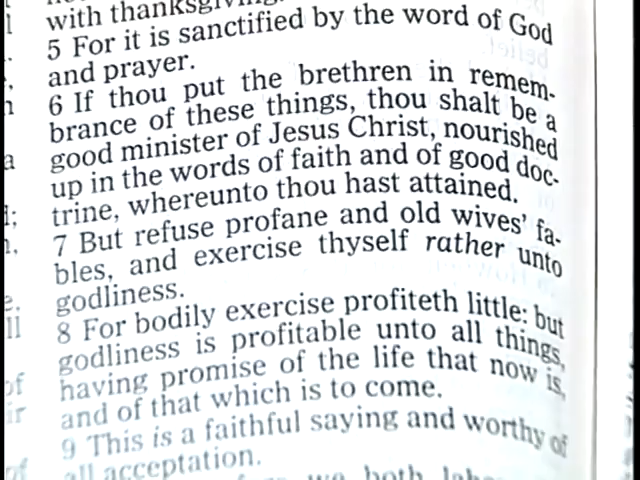 with thanksgiving.
5 For it is sanctified by the word of God
and prayer.
6 If thou put the brethren in remem-
brance of these things, thou shalt be a
good minister of Jesus Christ, nourished
up in the words of faith and of good doc-
trine, whereunto thou hast attained.
7 But refuse profane and old wives' fa-
bles, and exercise thyself rather unto
godliness.
8 For bodily exercise profiteth little: but
godliness is profitable unto all things,
having promise of the life that now is,
and of that which is to come.
9 This is a faithful saying and worthy of
all acceptation.
we both